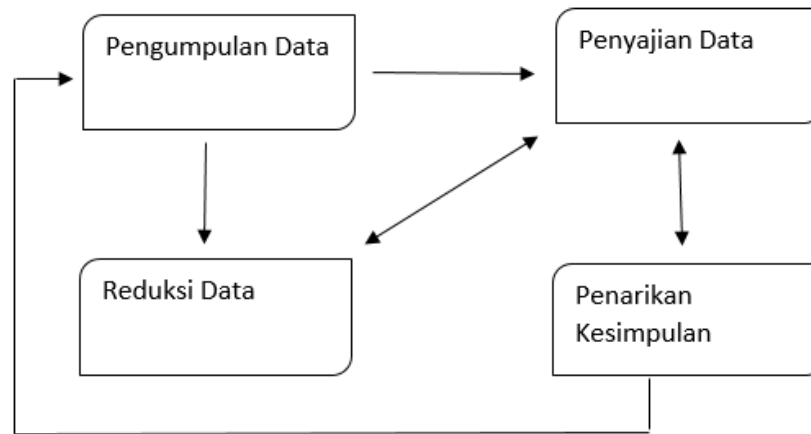 Pengumpulan Data
Penyajian Data
Reduksi Data
Penarikan
Kesimpulan